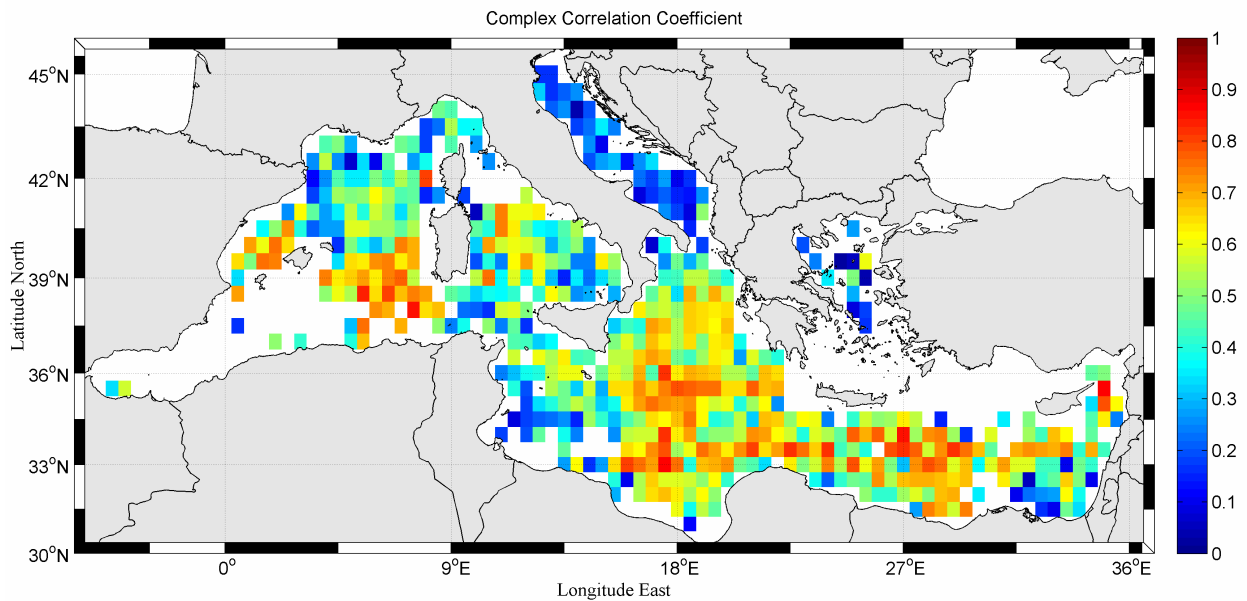 Complex Correlation Coefficient
45°N
42°N
39°N
36°N
33°N
30°N
Latitude North
0°
9°E
18°E
27°E
36°E
Longitude East
1
0.9
0.8
0.7
0.6
0.5
0.4
0.3
0.2
0.1
0